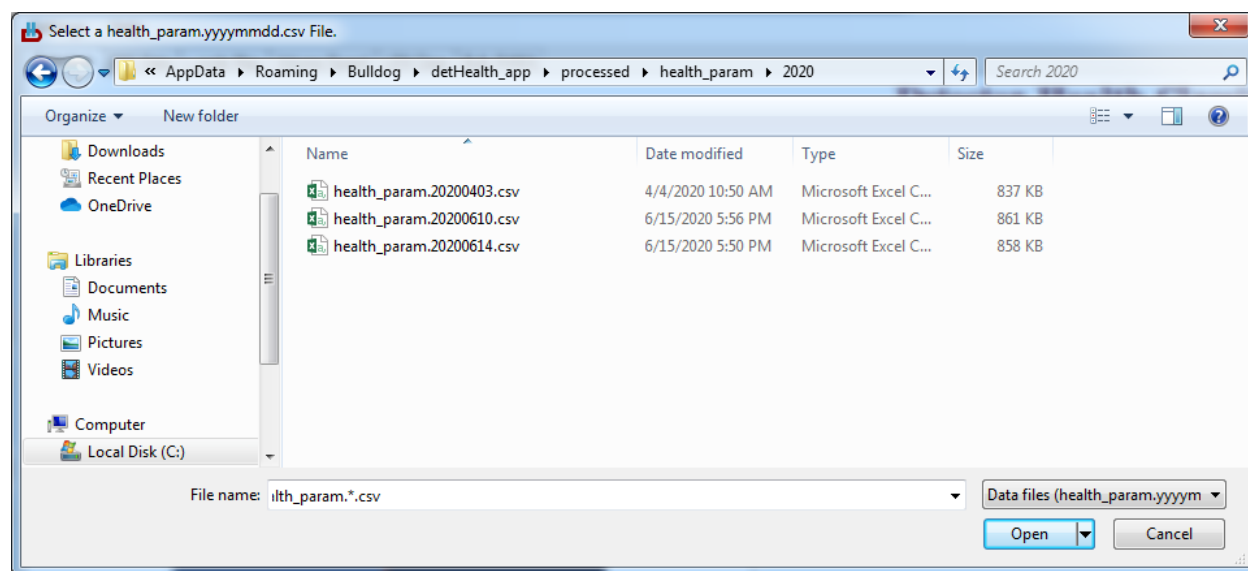 Select a health_param.yyyymmdd.csv File.
« AppData Roaming Bulldog detHealth_app processed health_param 2020 Search 2020
Organize New folder
Downloads
Recent Places
OneDrive
Libraries
Documents
Music
Pictures
Videos
Computer
Local Disk (C:)
Name Date modified Type Size
health_param.20200403.csv 4/4/2020 10:50 AM Microsoft Excel C... 837 KB
health_param.20200610.csv 6/15/2020 5:56 PM Microsoft Excel C... 861 KB
health_param.20200614.csv 6/15/2020 5:50 PM Microsoft Excel C... 858 KB
File name: lth_param.*.csv Data files (health_param.yyyym
Open Cancel